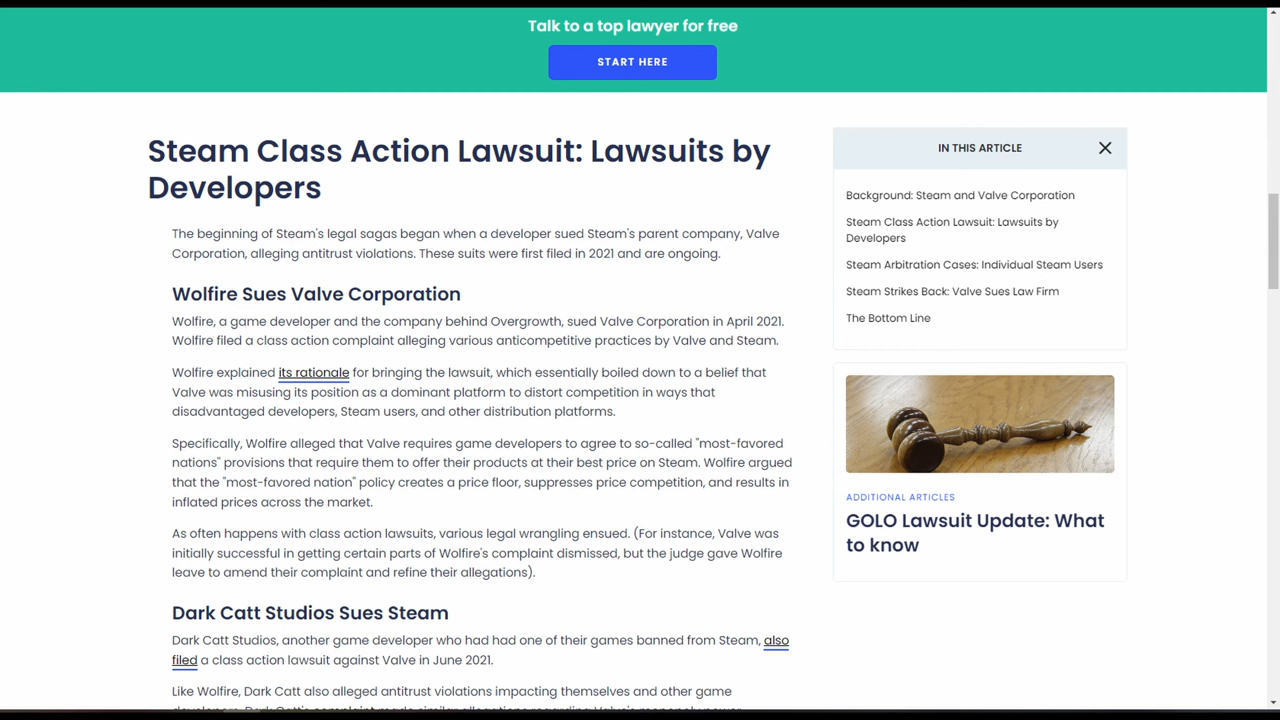 Talk to a top lawyer for free
START HERE
Steam Class Action Lawsuit: Lawsuits by
Developers
The beginning of Steam's legal sagas began when a developer sued Steam's parent company, Valve
Corporation, alleging antitrust violations. These suits were first filed in 2021 and are ongoing.
Wolfire Sues Valve Corporation
Wolfire, a game developer and the company behind Overgrowth, sued Valve Corporation in April 2021.
Wolfire filed a class action complaint alleging various anticompetitive practices by Valve and Steam.
Wolfire explained its rationale for bringing the lawsuit, which essentially boiled down to a belief that
Valve was misusing its position as a dominant platform to distort competition in ways that
disadvantaged developers, Steam users, and other distribution platforms.
Specifically, Wolfire alleged that Valve requires game developers to agree to so-called "most-favored
nations" provisions that require them to offer their products at their best price on Steam. Wolfire argued
that the "most-favored nation" policy creates a price floor, suppresses price competition, and results in
inflated prices across the market.
As often happens with class action lawsuits, various legal wrangling ensued. (For instance, Valve was
initially successful in getting certain parts of Wolfire's complaint dismissed, but the judge gave Wolfire
leave to amend their complaint and refine their allegations).
Dark Catt Studios Sues Steam
Dark Catt Studios, another game developer who had had one of their games banned from Steam, also
filed a class action lawsuit against Valve in June 2021.
Like Wolfire, Dark Catt also alleged antitrust violations impacting themselves and other game
developers. Dark Catt's complaint made similar allegations regarding Valve's monopoly power
IN THIS ARTICLE
Background: Steam and Valve Corporation
Steam Class Action Lawsuit: Lawsuits by
Developers
Steam Arbitration Cases: Individual Steam Users
Steam Strikes Back: Valve Sues Law Firm
The Bottom Line
ADDITIONAL ARTICLES
GOLO Lawsuit Update: What
to know